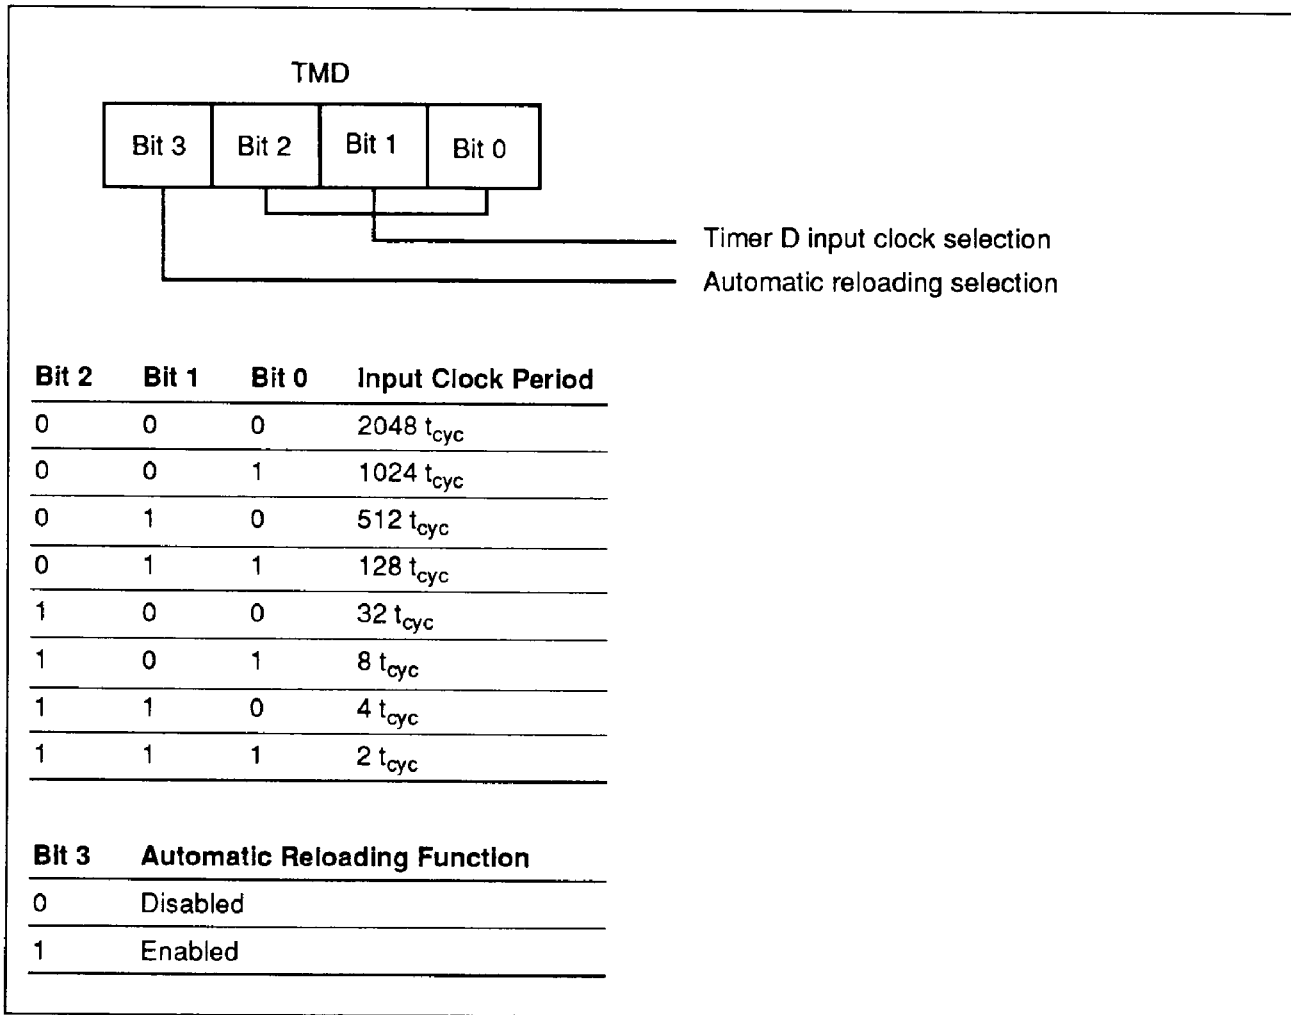 TMD
Bit 3 Bit 2 Bit 1 Bit 0
Timer D input clock selection
Automatic reloading selection
Bit 2 Bit 1 Bit 0 Input Clock Period
0 0 0 2048 tcyc
0 0 1 1024 tcyc
0 1 0 512 tcyc
0 1 1 128 tcyc
1 0 0 32 tcyc
1 0 1 8 tcyc
1 1 0 4 tcyc
1 1 1 2 tcyc
Bit 3 Automatic Reloading Function
0 Disabled
1 Enabled